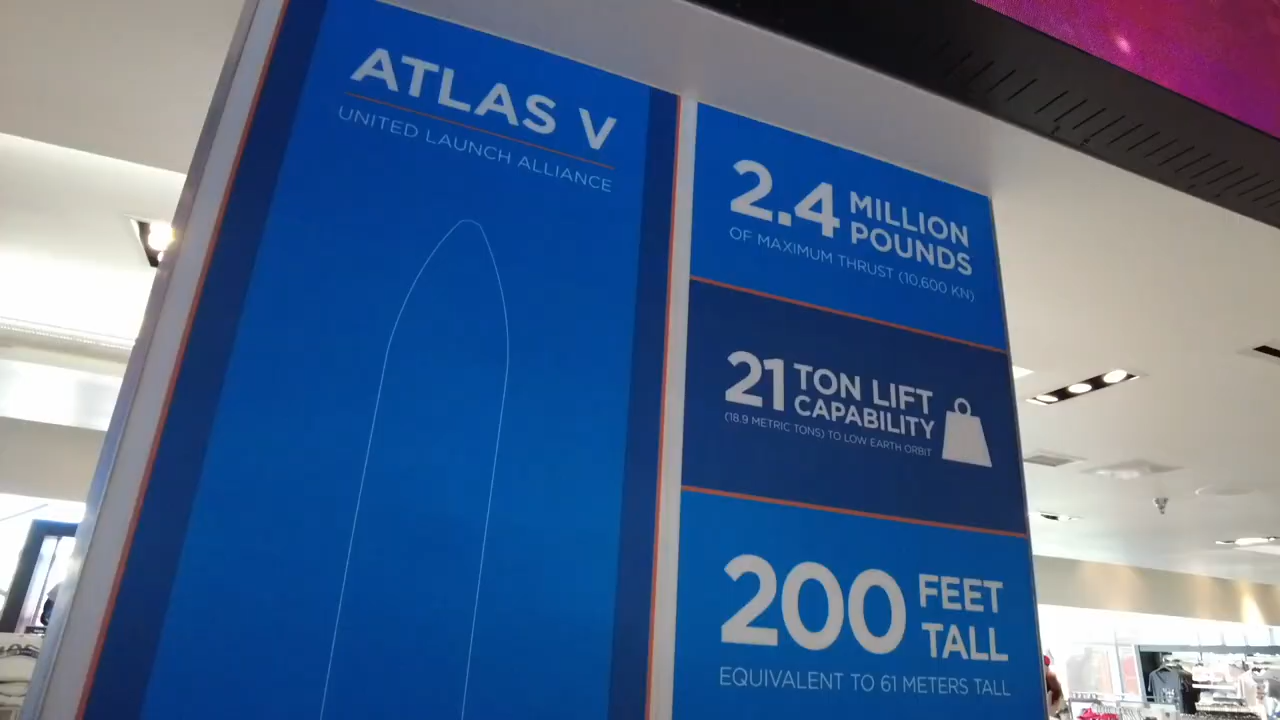 ATLAS V
UNITED LAUNCH ALLIANCE
2.4 MILLION
POUNDS
OF MAXIMUM THRUST (10,600 KN)
21 TON LIFT
CAPABILITY
(18.9 METRIC TONS) TO LOW EARTH ORBIT
200 FEET
TALL
EQUIVALENT TO 61 METERS TALL